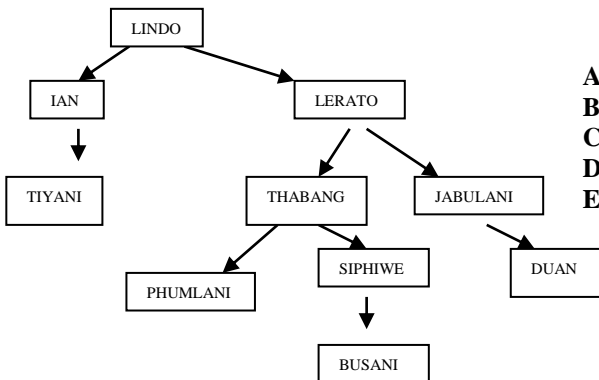 LINDO
IAN
LERATO
A
B
C
D
E
TIYANI
THABANG
JABULANI
PHUMLANI
SIPHIWE
DUAN
BUSANI